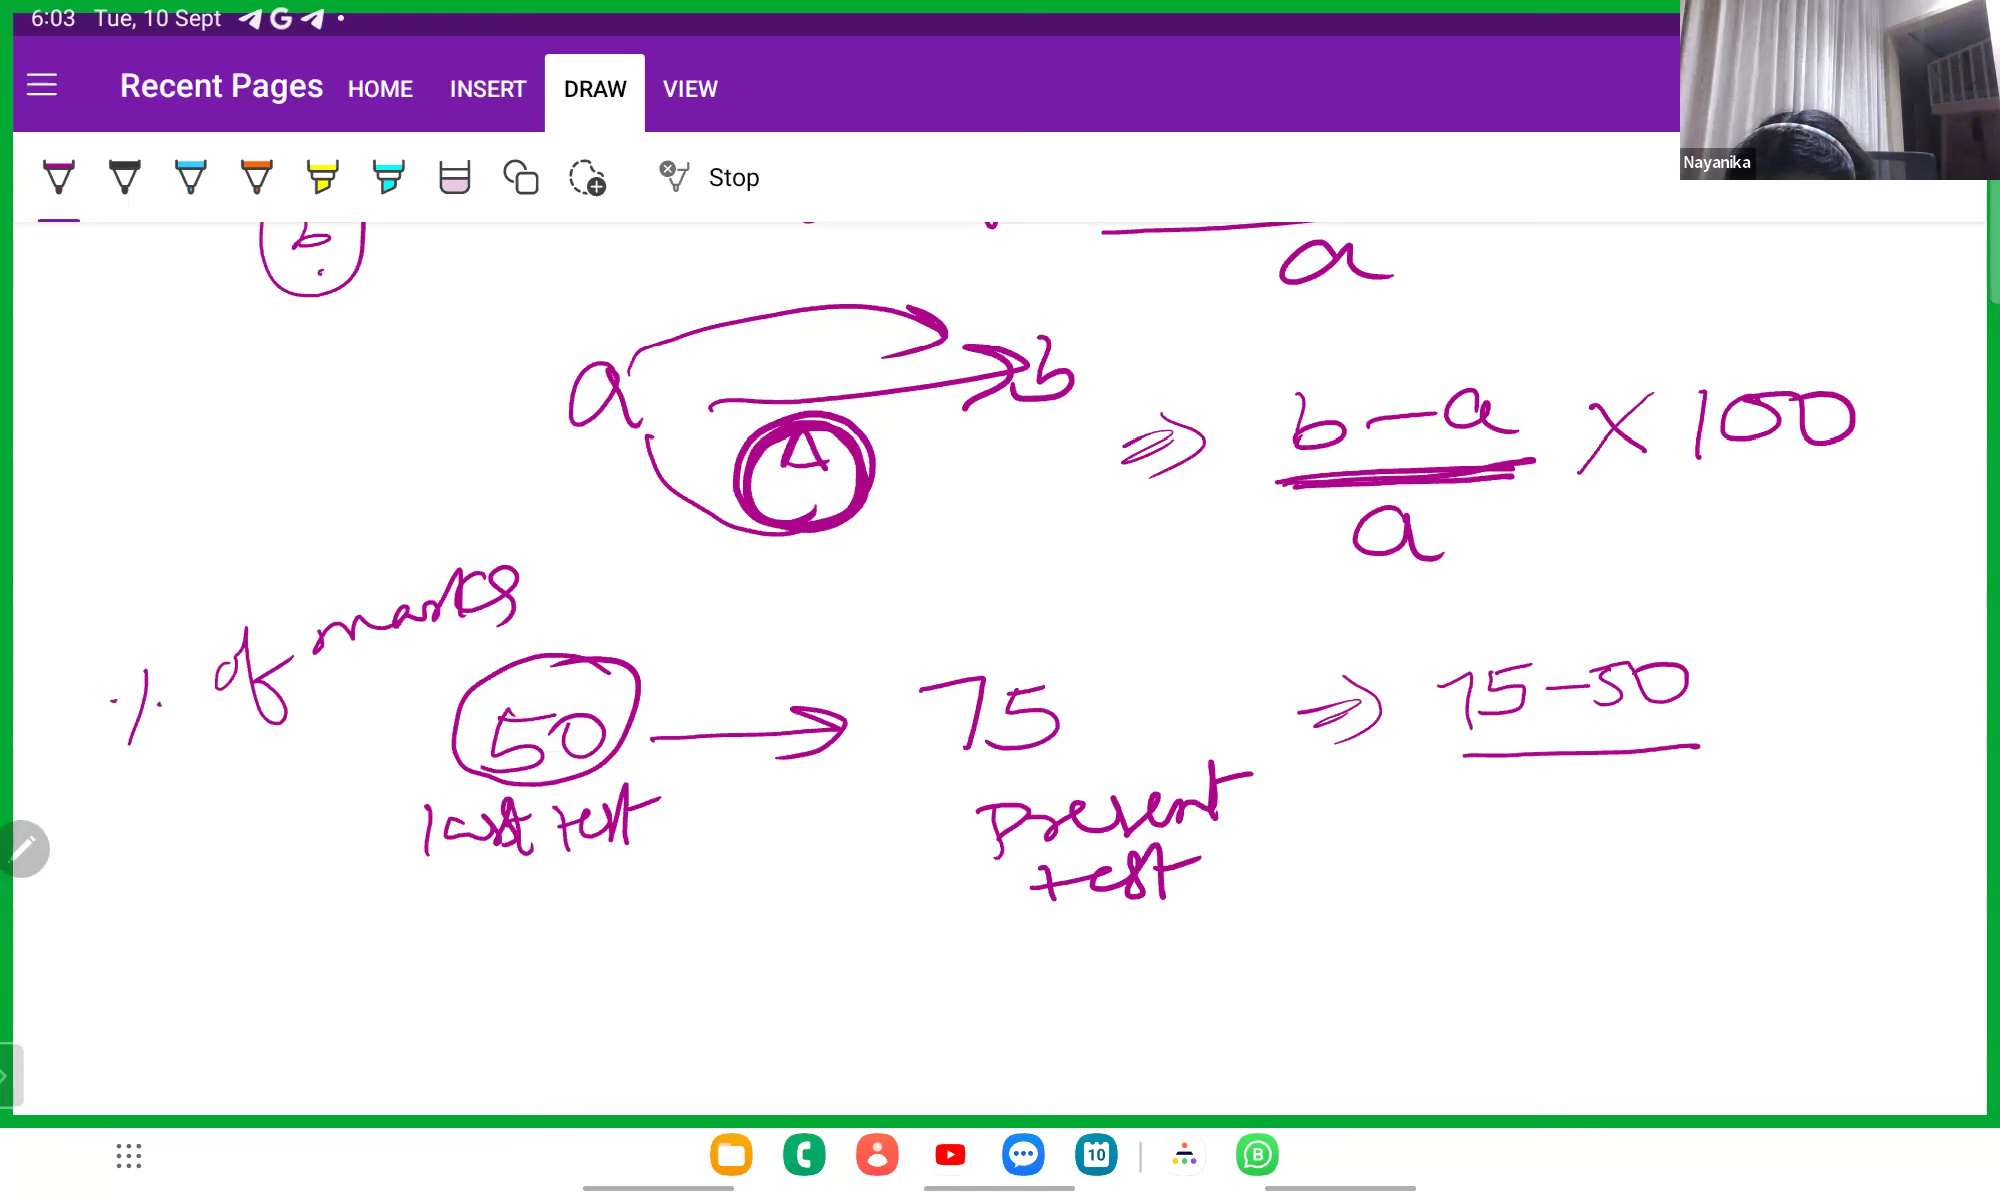 6:03 Tue, 10 Sept
Recent Pages HOME INSERT DRAW VIEW
Nayanika
Stop
b
a
a b ⇒ b-a × 100
Δ
a
% of marks
50 → 75 ⇒ 75-50
last test present
test
10
B